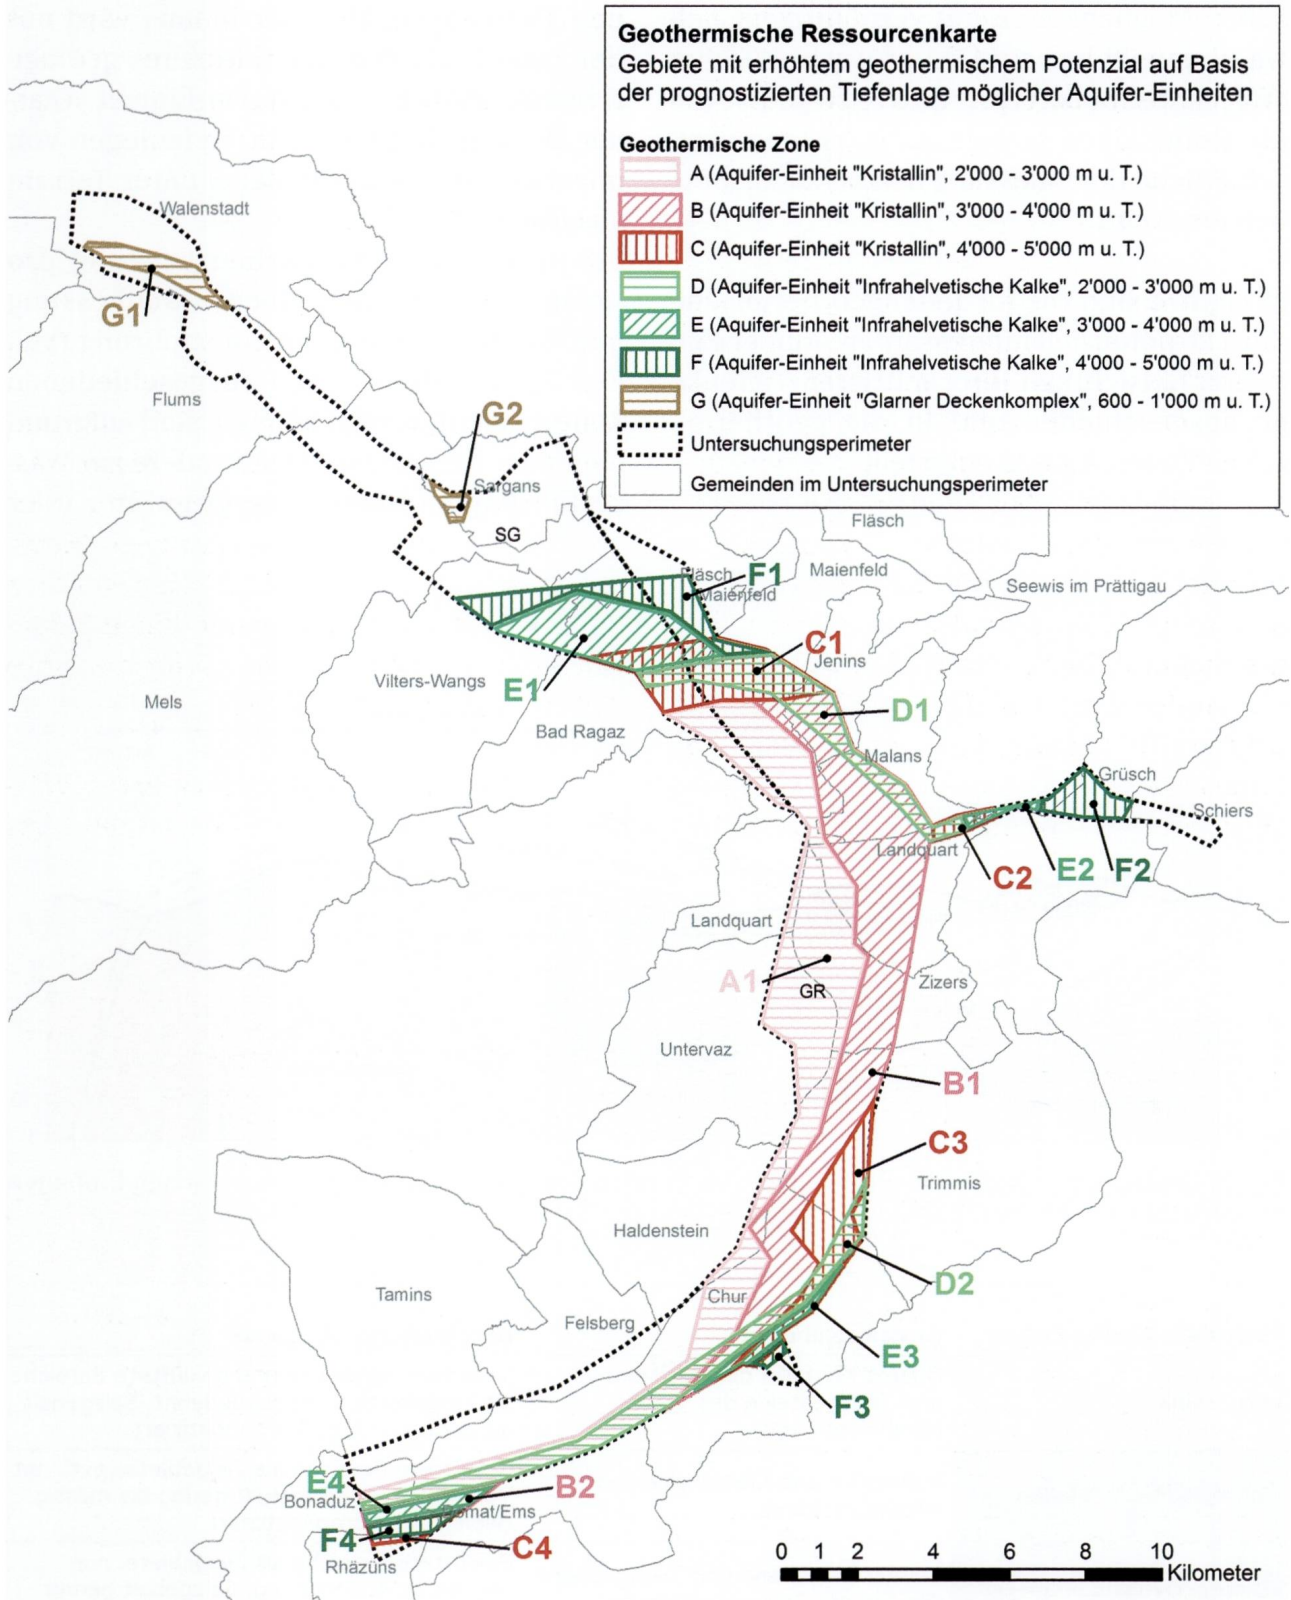 Geothermische Ressourcenkarte
Gebiete mit erhöhtem geothermischem Potenzial auf Basis
der prognostizierten Tiefenlage möglicher Aquifer-Einheiten
Geothermische Zone
A (Aquifer-Einheit "Kristallin", 2'000 - 3'000 m u. T.)
B (Aquifer-Einheit "Kristallin", 3'000 - 4'000 m u. T.)
C (Aquifer-Einheit "Kristallin", 4'000 - 5'000 m u. T.)
D (Aquifer-Einheit "Infrahelvetische Kalke", 2'000 - 3'000 m u. T.)
E (Aquifer-Einheit "Infrahelvetische Kalke", 3'000 - 4'000 m u. T.)
F (Aquifer-Einheit "Infrahelvetische Kalke", 4'000 - 5'000 m u. T.)
G (Aquifer-Einheit "Glarner Deckenkomplex", 600 - 1'000 m u. T.)
Untersuchungsperimeter
Gemeinden im Untersuchungsperimeter
Walenstadt
G1
Flums
G2
Sargans
SG
Fläsch
Fläsch
F1
Maienfeld
Maienfeld
Seewis im Prättigau
C1
Jenins
Vilters-Wangs
E1
Mels
D1
Bad Ragaz
Malans
Grüsch
Schiers
Landquart
C2
E2
F2
Landquart
A1
GR
Zizers
Untervaz
B1
C3
Trimmis
Haldenstein
D2
Tamins
Chur
Felsberg
E3
F3
E4
Bonaduz
B2
Domat/Ems
F4
C4
Rhäzüns
0 1 2 4 6 8 10
Kilometer